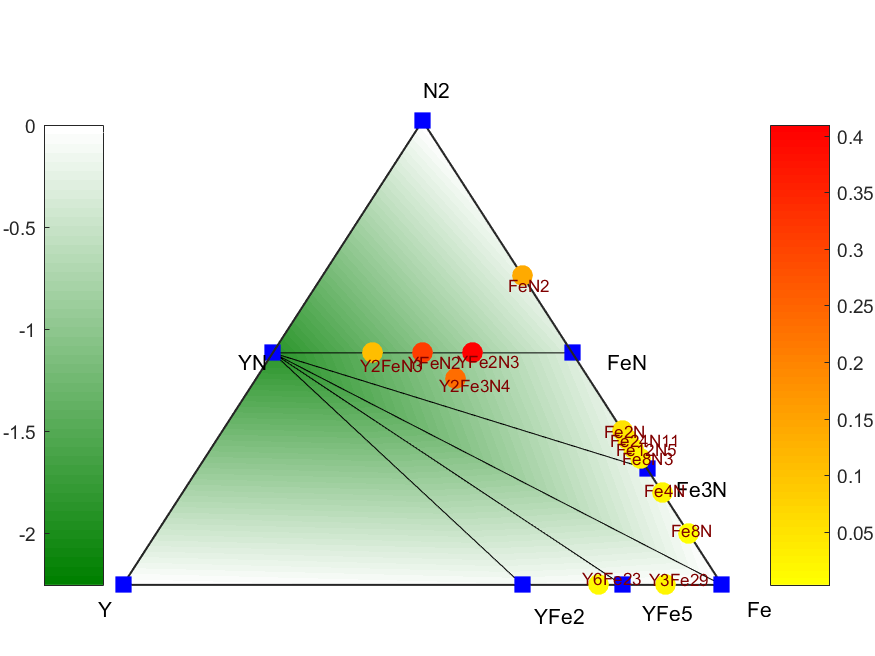 N2
0
-0.5
-1
-1.5
-2
0.4
0.35
0.3
0.25
0.2
0.15
0.1
0.05
FeN2
YN
Y2FeN3
YFeN2
YFe2N3
FeN
Y2Fe3N4
Fe2N
Fe24N11
Fe12N5
Fe8N3
Fe4N
Fe3N
Fe8N
Y6Fe23
Y3Fe29
Y
YFe2
YFe5
Fe